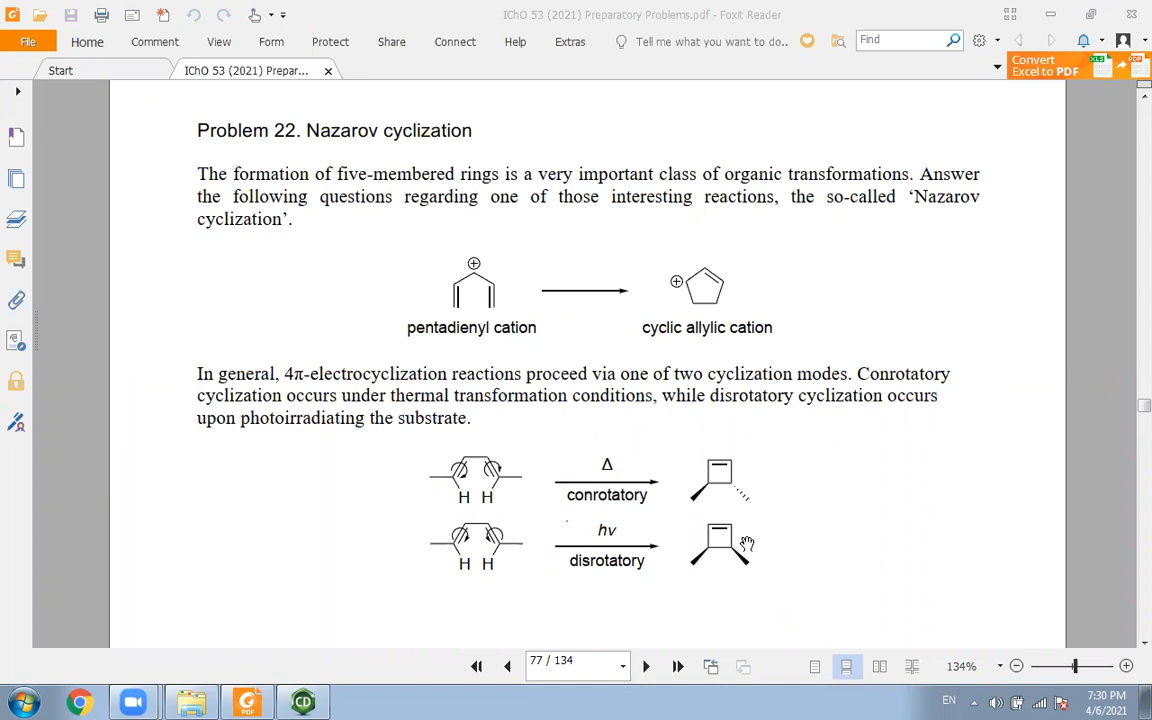 IChO 53 (2021) Preparatory Problems.pdf - Foxit Reader
File Home Comment View Form Protect Share Connect Help Extras Tell me what you want to do.. Find
Start
IChO 53 (2021) Prepar...
Convert
Excel to PDF
Problem 22. Nazarov cyclization
The formation of five-membered rings is a very important class of organic transformations. Answer
the following questions regarding one of those interesting reactions, the so-called ‘Nazarov
cyclization’.
pentadienyl cation
cyclic allylic cation
In general, 4π-electrocyclization reactions proceed via one of two cyclization modes. Conrotatory
cyclization occurs under thermal transformation conditions, while disrotatory cyclization occurs
upon photoirradiating the substrate.
Δ
H H
conrotatory
hν
H H
disrotatory
77 / 134
134%
EN
7:30 PM
4/6/2021